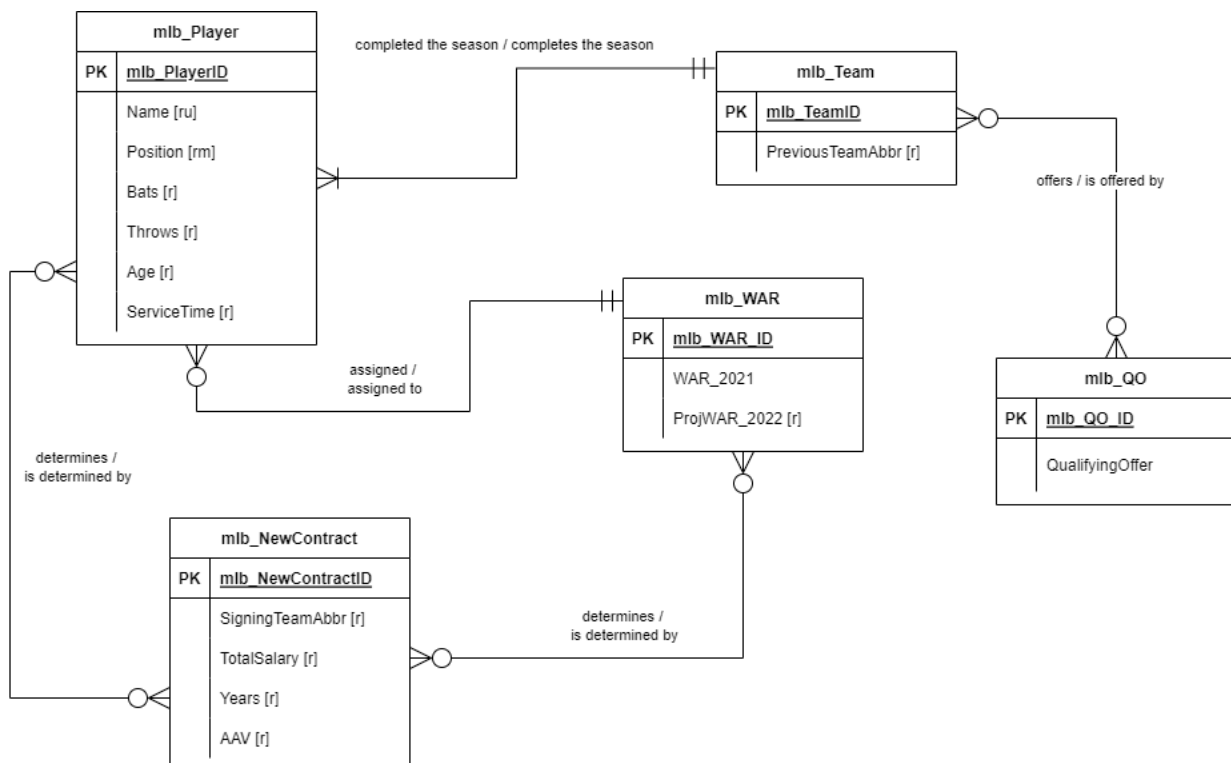 mlb_Player
PK mlb_PlayerID
Name [ru]
Position [rm]
Bats [r]
Throws [r]
Age [r]
ServiceTime [r]
completed the season / completes the season
mlb_Team
PK mlb_TeamID
PreviousTeamAbbr [r]
offers / is offered by
mlb_WAR
PK mlb_WAR_ID
WAR_2021
ProjWAR_2022 [r]
assigned /
assigned to
mlb_QO
PK mlb_QO_ID
QualifyingOffer
determines /
is determined by
mlb_NewContract
PK mlb_NewContractID
SigningTeamAbbr [r]
TotalSalary [r]
Years [r]
AAV [r]
determines /
is determined by